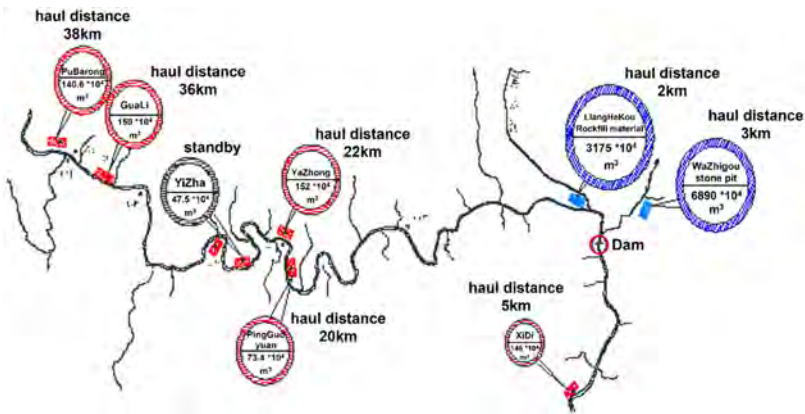 haul distance
38km
PuBarong
140.6 *10⁴
m³
haul distance
36km
GuaLi
150 *10⁴
m³
standby
YiZha
47.5 *10⁴
m³
haul distance
22km
YaZhong
152 *10⁴
m³
haul distance
20km
PingGuo
yuan
73.4 *10⁴
m³
haul distance
2km
LiangHeKou
Rockfill material
3175 *10⁴
m³
haul distance
3km
WaZhigou
stone pit
6890 *10⁴
m³
Dam
haul distance
5km
XiDi
m³